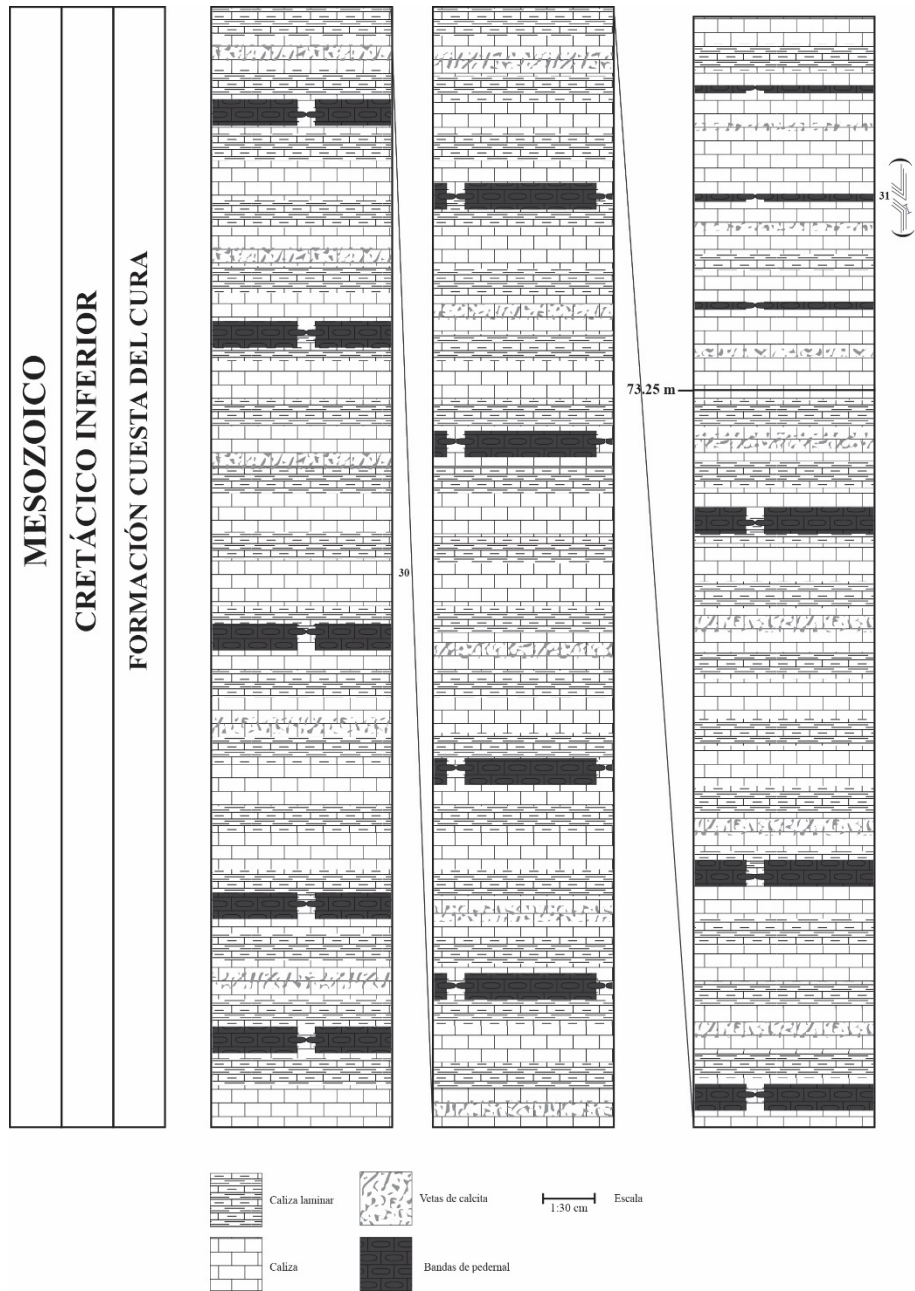 MESOZOICO
CRETÁCICO INFERIOR
FORMACIÓN CUESTA DEL CURA
30
31
73.25 m
Caliza laminar
Vetas de calcita
1:30 cm
Escala
Caliza
Bandas de pedernal